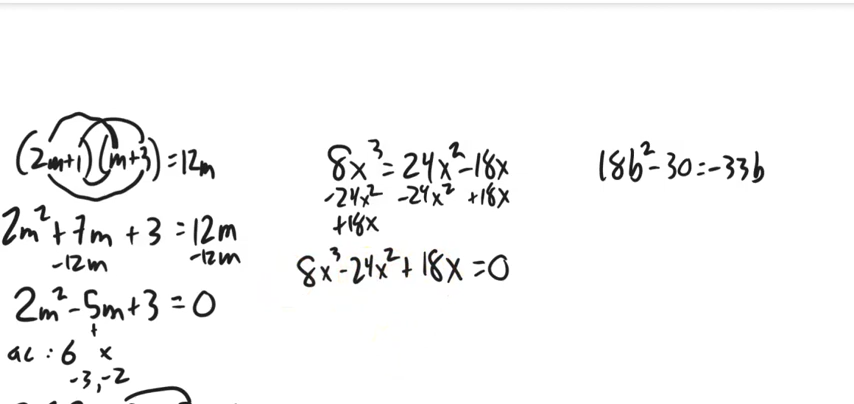 (2m+1)(m+3)=12m
2m²+7m+3=12m
-12m -12m
2m²-5m+3=0
+
ac:6 x
-3,-2
8x³=24x²-18x
-24x² -24x² +18x
+18x
8x³-24x²+18x=0
18b²-30=-33b